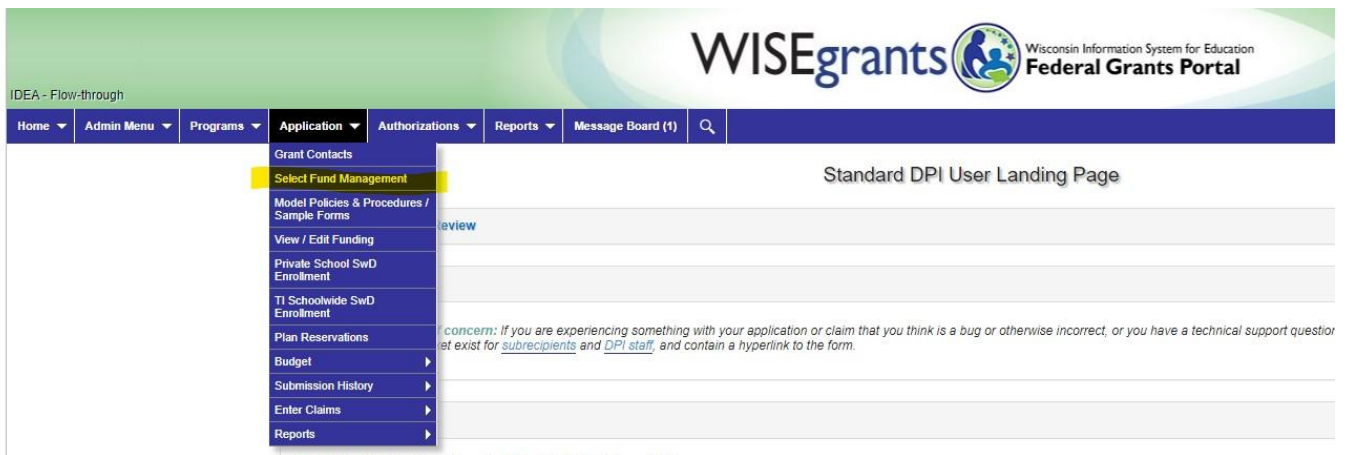 WISEgrants
Wisconsin Information System for Education
Federal Grants Portal
IDEA - Flow-through
Home Admin Menu Programs Application Authorizations Reports Message Board (1)
Grant Contacts
Select Fund Management
Model Policies & Procedures /
Sample Forms
View / Edit Funding
Private School SwD
Enrollment
TI Schoolwide SwD
Enrollment
Plan Reservations
Budget
Submission History
Enter Claims
Reports
Standard DPI User Landing Page
Review
concern: If you are experiencing something with your application or claim that you think is a bug or otherwise incorrect, or you have a technical support question
et exist for subrecipients and DPI staff, and contain a hyperlink to the form.